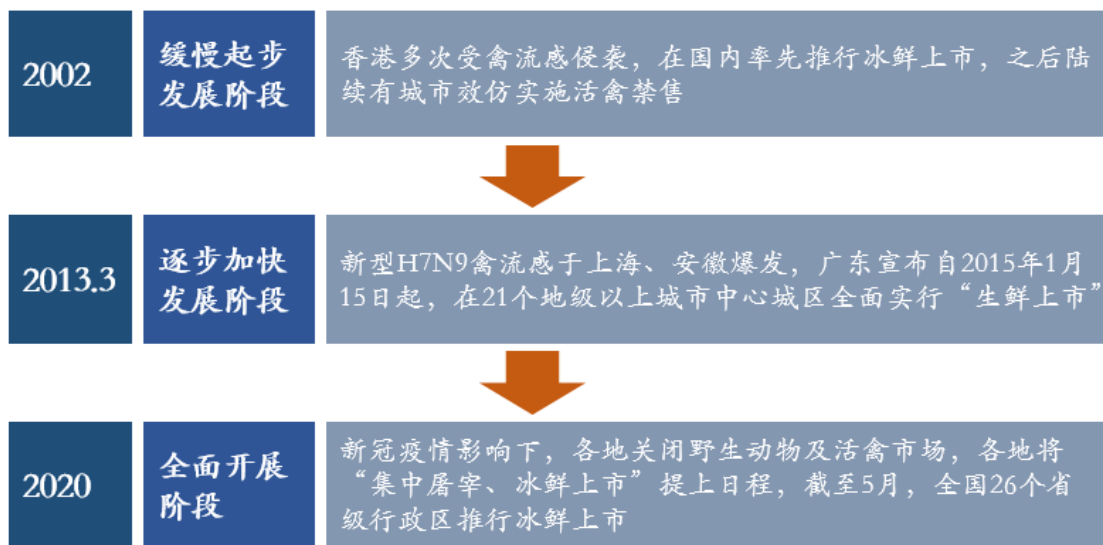 2002
缓慢起步
发展阶段
香港多次受禽流感侵袭，在国内率先推行冰鲜上市，之后陆
续有城市效仿实施活禽禁售
2013.3
逐步加快
发展阶段
新型H7N9禽流感于上海、安徽爆发，广东宣布自2015年1月
15日起，在21个地级以上城市中心城区全面实行“生鲜上市”
2020
全面开展
阶段
新冠疫情影响下，各地关闭野生动物及活禽市场，各地将
“集中屠宰、冰鲜上市”提上日程，截至5月，全国26个省
级行政区推行冰鲜上市